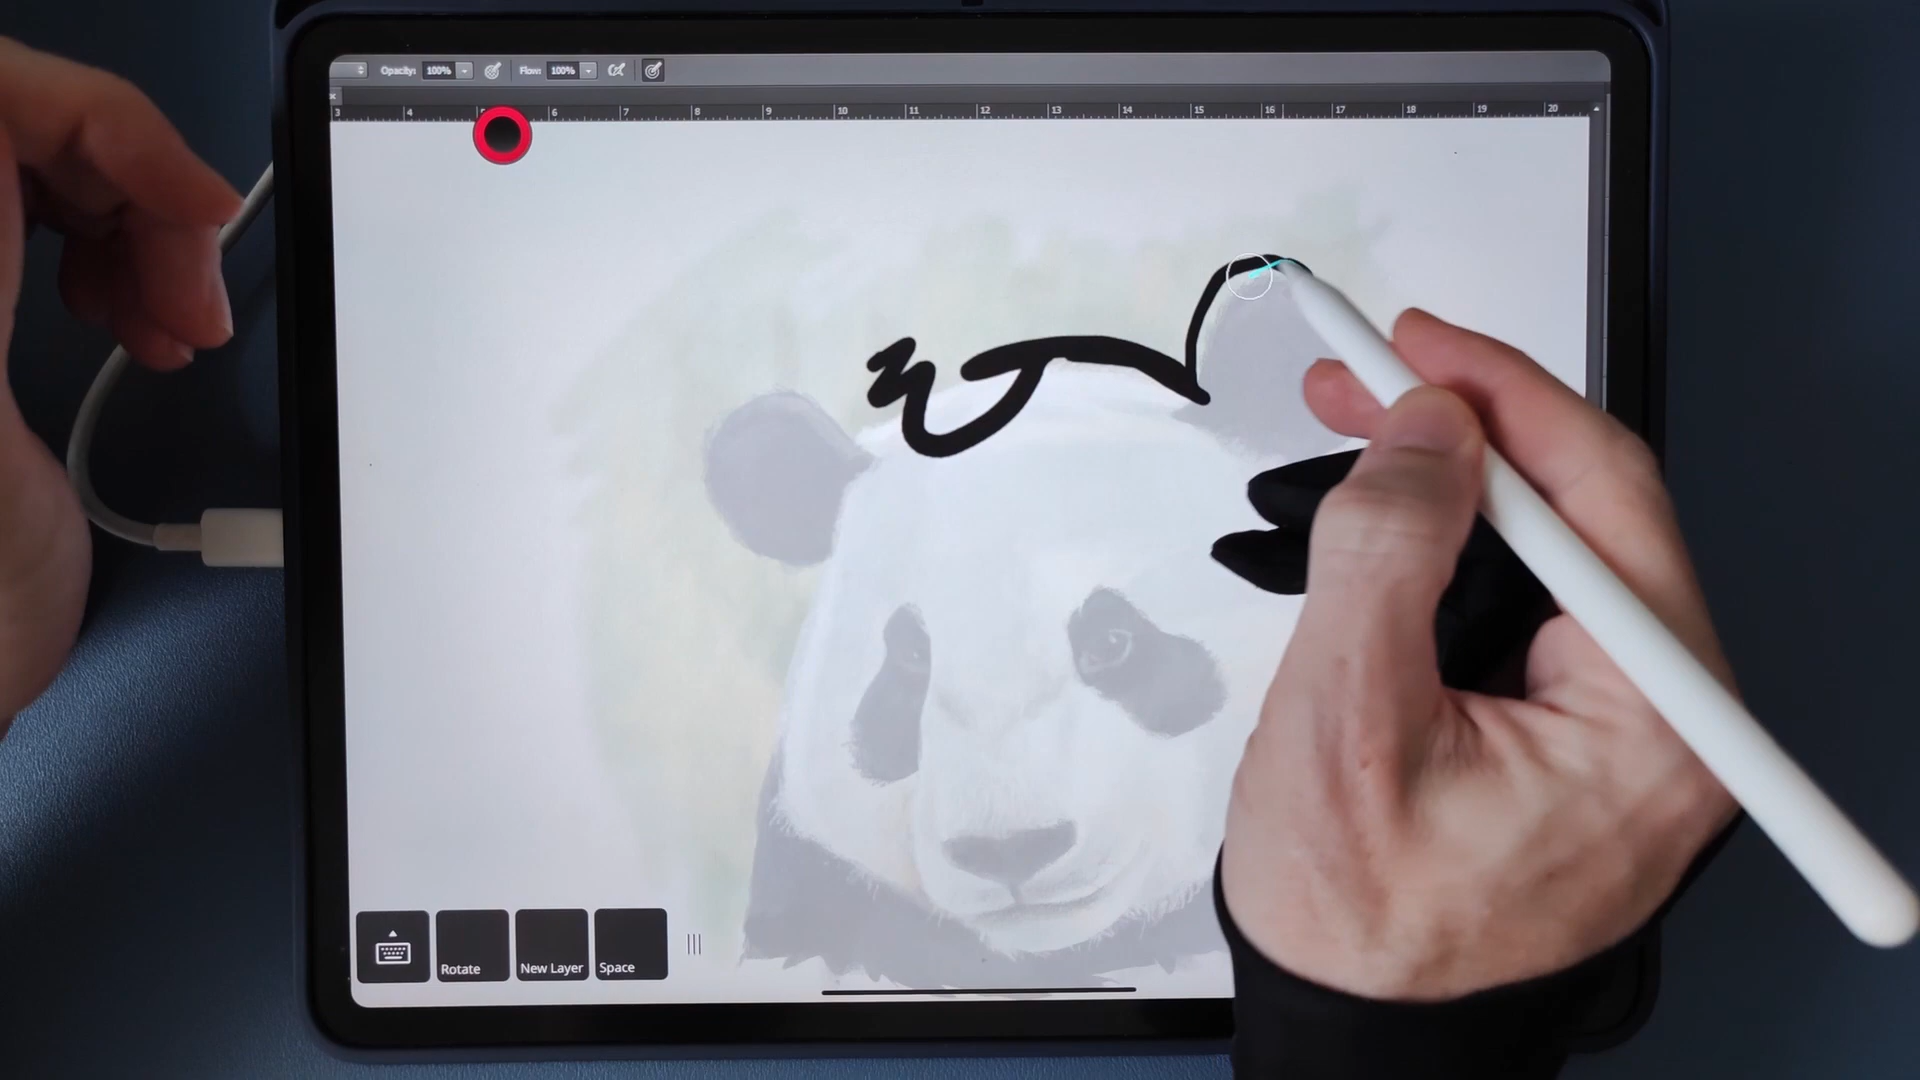 Opacity: 100% Flow: 100%
3 4 5 6 7 8 9 10 11 12 13 14 15 16 17 18 19 20
Rotate New Layer Space